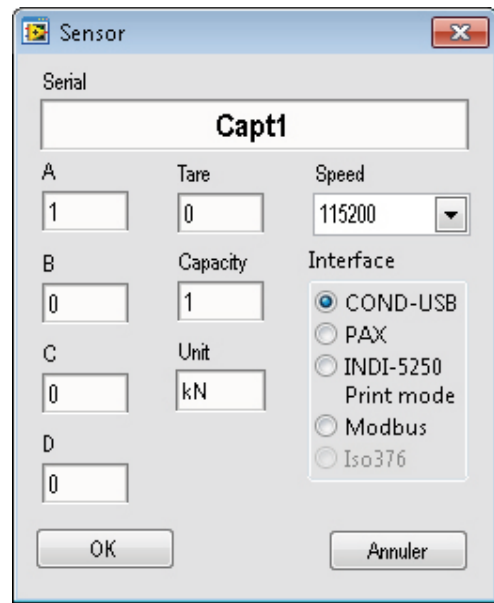 Sensor
Serial
Capt1
A
Tare
Speed
1
0
115200
B
Capacity
Interface
0
1
COND-USB
PAX
C
Unit
INDI-5250
0
kN
Print mode
Modbus
D
Iso376
0
OK
Annuler